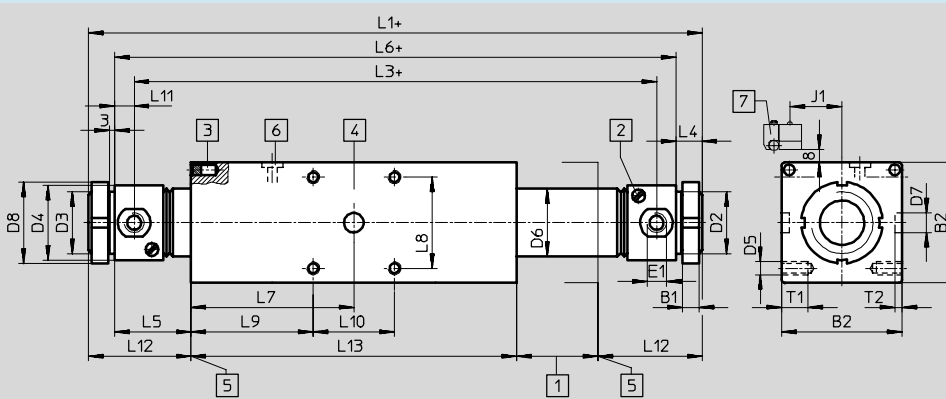 L1+
L6+
L3+
L11
3
3
6
4
2
L4
7
J1
8
D8
D4
D3
L8
D6
E1
D2
B1
D5
T1
T2
D7
B2
B2
L7
L5
L9
L10
L12
L13
L12
5
1
5